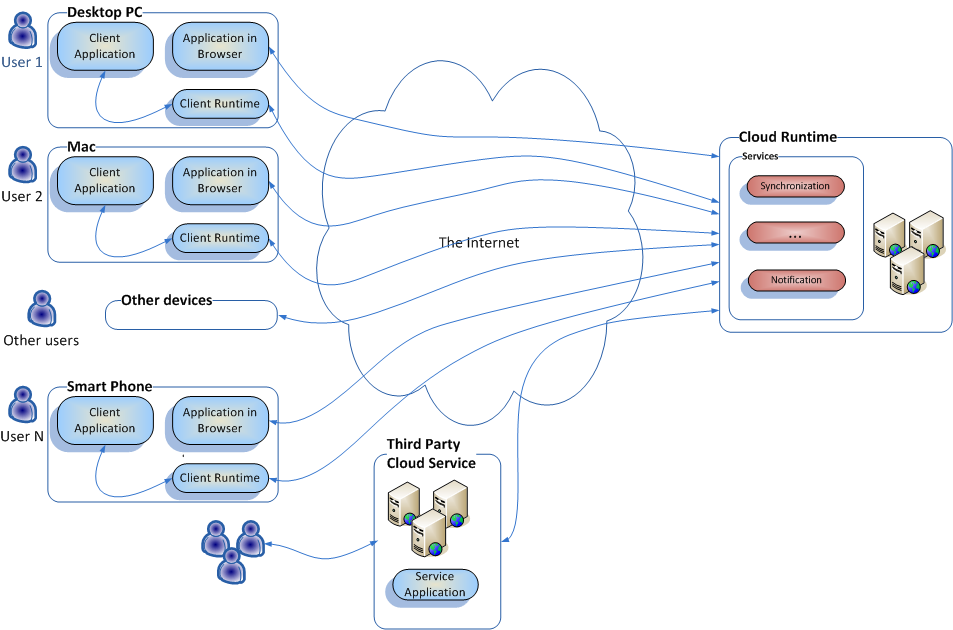 Desktop PC
User 1
Client
Application
Application in
Browser
Client Runtime
Mac
User 2
Client
Application
Application in
Browser
Client Runtime
Other devices
Other users
Smart Phone
User N
Client
Application
Application in
Browser
Client Runtime
The Internet
Third Party
Cloud Service
Service
Application
Cloud Runtime
Services
Synchronization
...
Notification